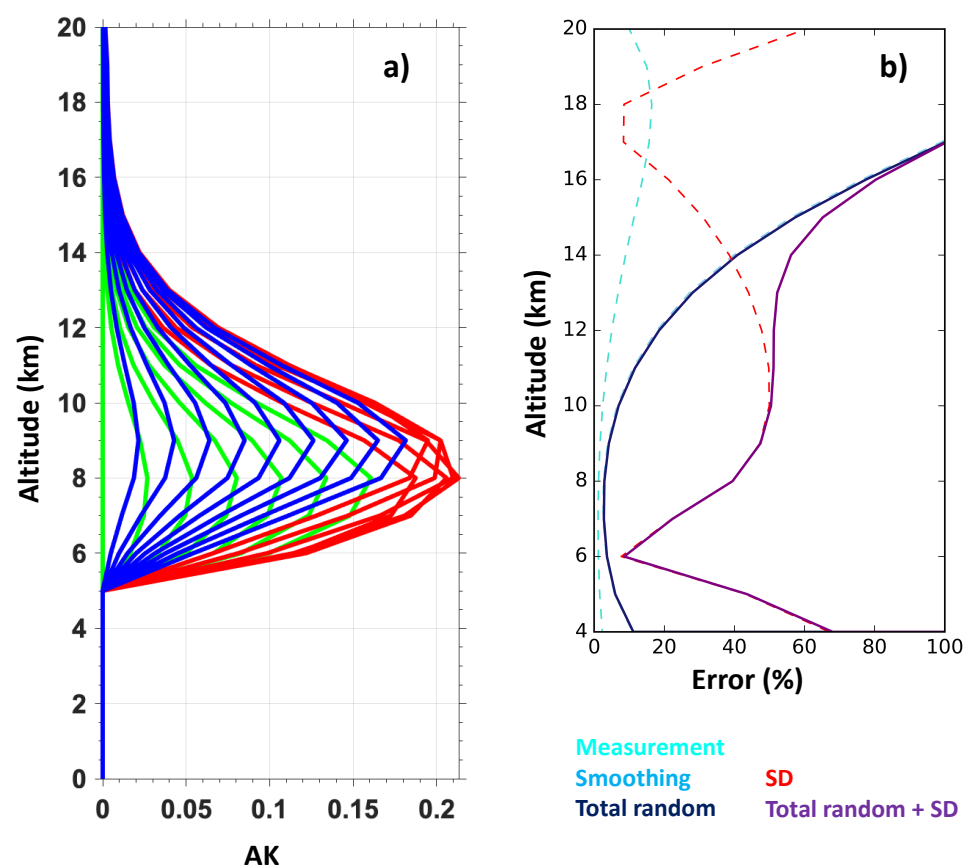 a)
20
18
16
14
12
10
8
6
4
2
0
Altitude (km)
0 0.05 0.1 0.15 0.2
AK
b)
20
18
16
14
12
10
8
6
4
Altitude (km)
0 20 40 60 80 100
Error (%)
Measurement
Smoothing SD
Total random Total random + SD